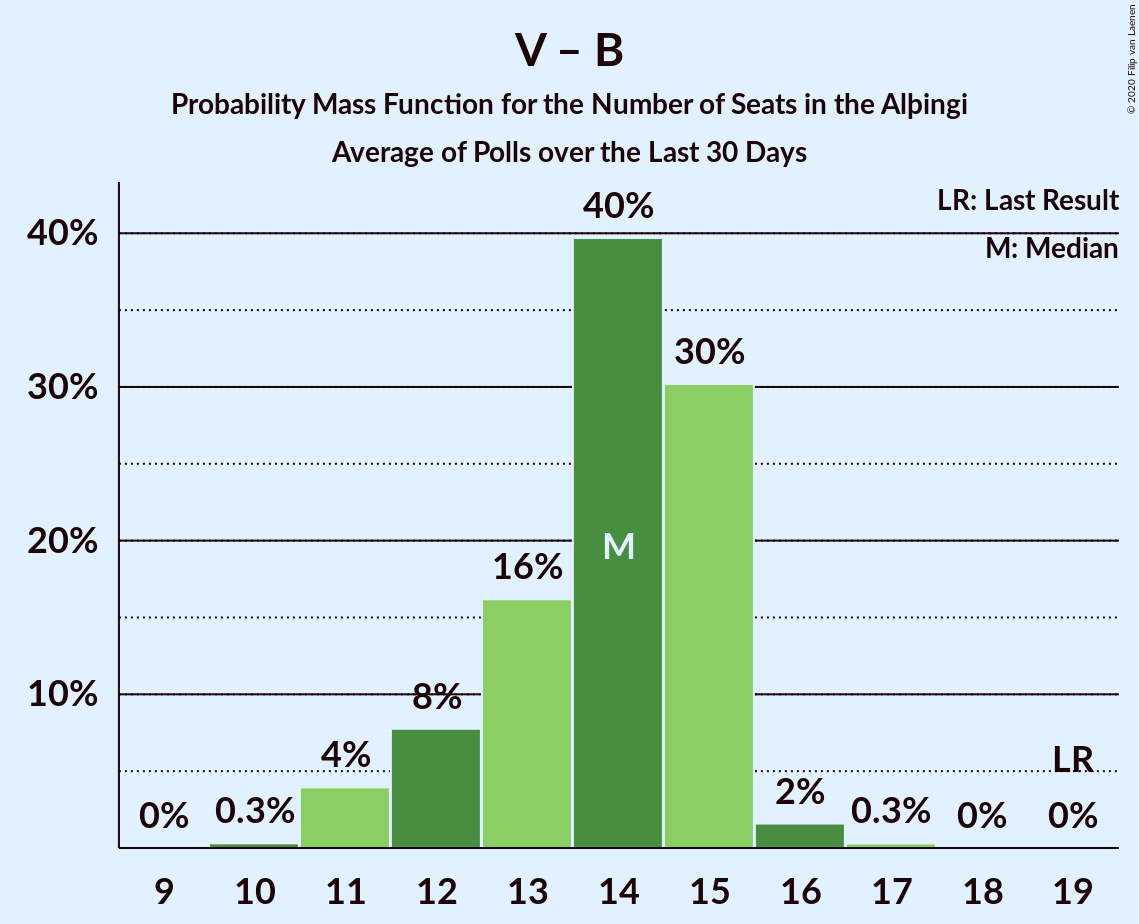 V – B
Probability Mass Function for the Number of Seats in the Alþingi
Average of Polls over the Last 30 Days
© 2020 Filip van Laenen
LR: Last Result
M: Median
40%
30%
20%
10%
0%
0.3%
4%
8%
16%
40%
M
30%
2%
0.3%
0%
LR
0%
9 10 11 12 13 14 15 16 17 18 19